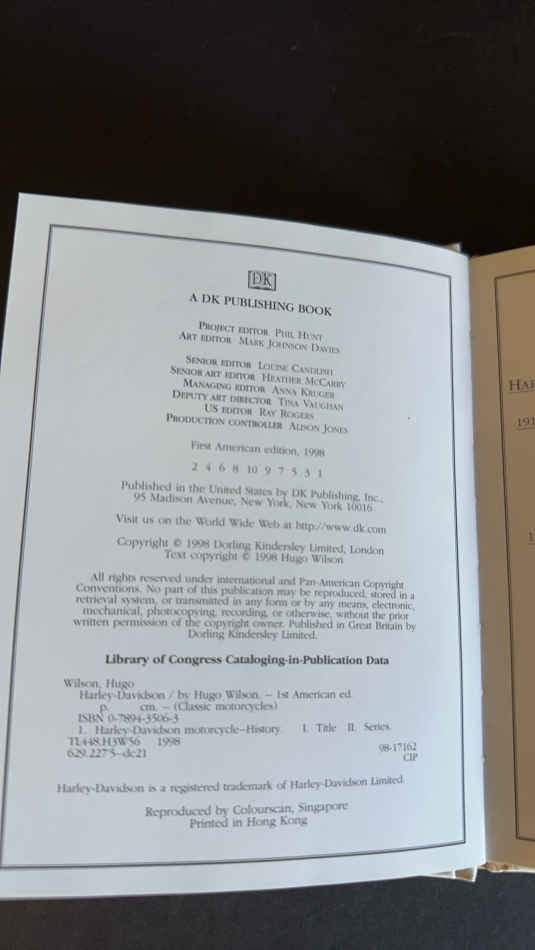 DK
A DK PUBLISHING BOOK
PROJECT EDITOR PHIL HUNT
ART EDITOR MARK JOHNSON DAVIES
SENIOR EDITOR LOUISE CANDLISH
SENIOR ART EDITOR HEATHER MCCARRY
MANAGING EDITOR ANNA KRUGER
DEPUTY ART DIRECTOR TINA VAUGHAN
US EDITOR RAY ROGERS
PRODUCTION CONTROLLER ALISON JONES
First American edition, 1998
2 4 6 8 10 9 7 5 3 1
Published in the United States by DK Publishing, Inc.,
95 Madison Avenue, New York, New York 10016
Visit us on the World Wide Web at http://www.dk.com
Copyright © 1998 Dorling Kindersley Limited, London
Text copyright © 1998 Hugo Wilson
All rights reserved under international and Pan-American Copyright
Conventions. No part of this publication may be reproduced, stored in a
retrieval system, or transmitted in any form or by any means, electronic,
mechanical, photocopying, recording, or otherwise, without the prior
written permission of the copyright owner. Published in Great Britain by
Dorling Kindersley Limited.
Library of Congress Cataloging-in-Publication Data
Wilson, Hugo
Harley-Davidson / by Hugo Wilson. – 1st American ed.
p. cm. – (Classic motorcycles)
ISBN 0-7894-3506-3
1. Harley-Davidson motorcycle–History. I. Title II. Series.
TL448.H3W56 1998
629.227'5–dc21 98-17162
CIP
Harley-Davidson is a registered trademark of Harley-Davidson Limited.
Reproduced by Colourscan, Singapore
Printed in Hong Kong
HAR
191
1